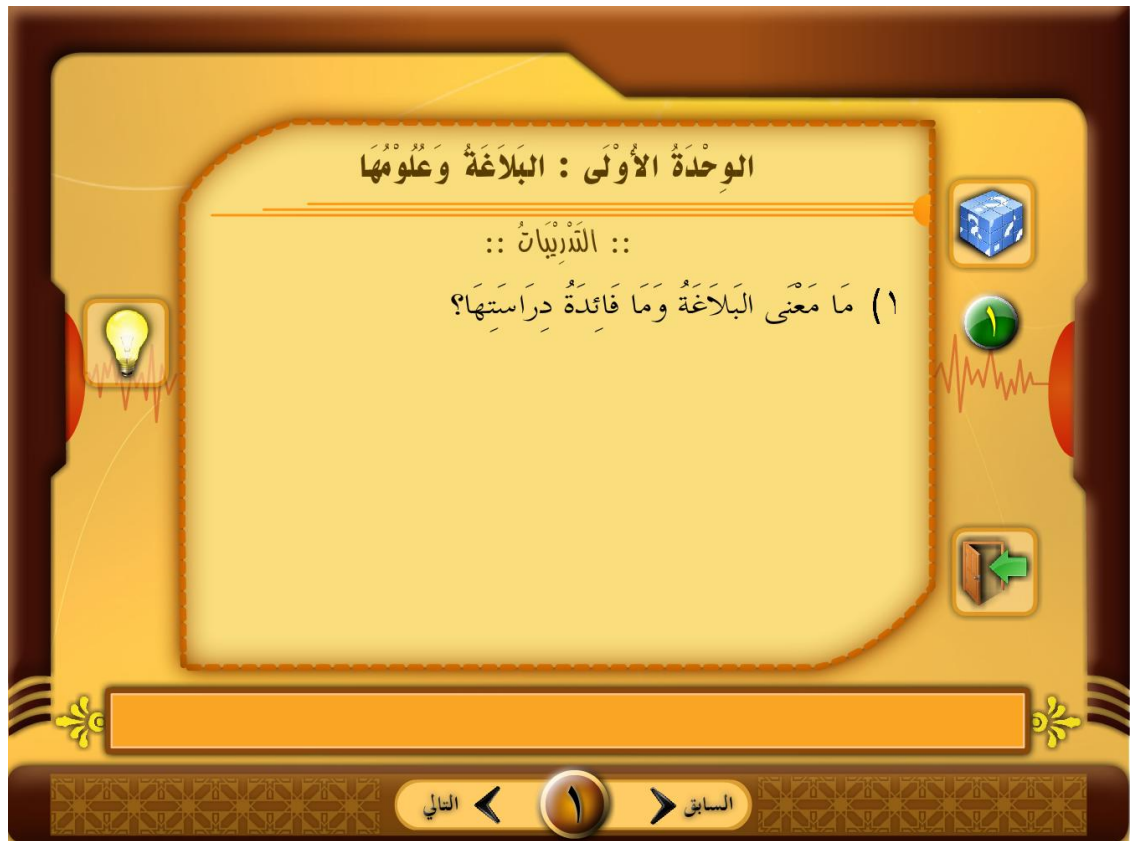 الوِحْدَةُ الأُوْلَى : البَلاَغَةُ وَعُلُوْمُهَا
:: التَدْرِيْبَاتُ ::
١) مَا مَعْنَى البَلاَغَةُ وَمَا فَائِدَةُ دِرَاسَتِهَا؟
١
السابق ١ التالي